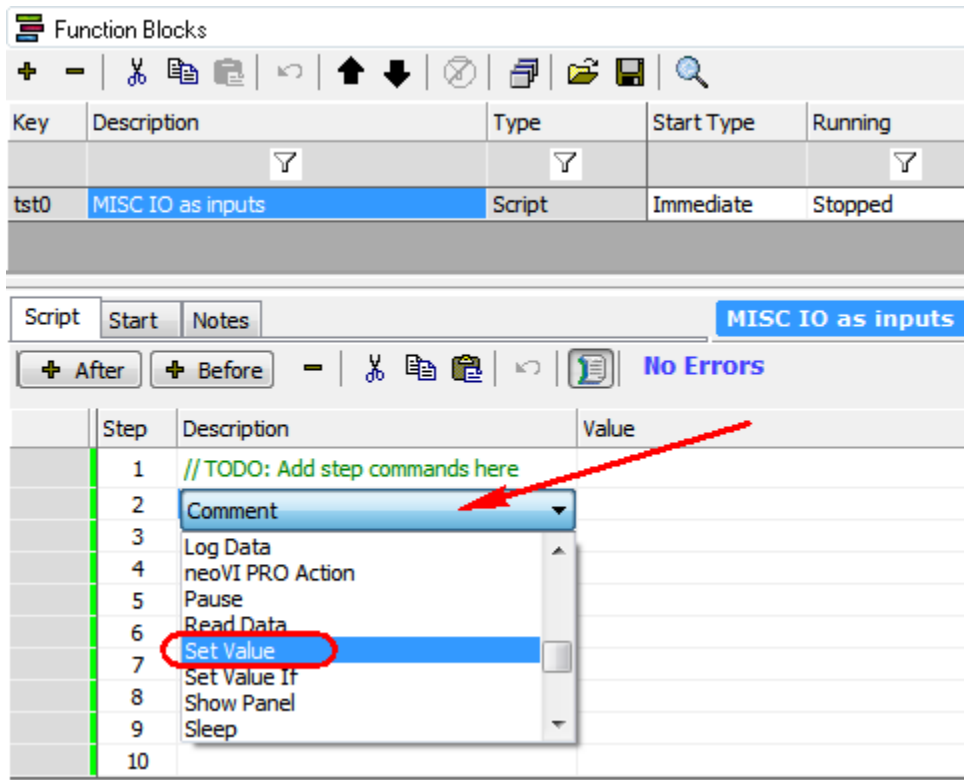 Function Blocks
Key Description Type Start Type Running
tst0 MISC IO as inputs Script Immediate Stopped
Script Start Notes MISC IO as inputs
After Before No Errors
Step Description Value
1 // TODO: Add step commands here
2 Comment
3 Log Data
4 neoVI PRO Action
5 Pause
6 Read Data
Set Value
7 Set Value If
8 Show Panel
9 Sleep
10